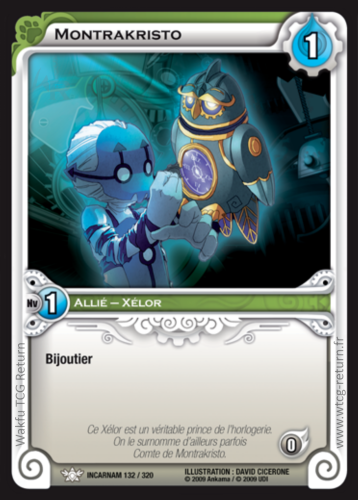 Montrakristo
1
Nv 1
Allié – Xélor
Bijoutier
Ce Xélor est un véritable prince de l'horlogerie.
On le surnomme d'ailleurs parfois
Comte de Montrakristo.
0
INCARNAM 132 / 320
ILLUSTRATION : DAVID CICERONE
© 2009 Ankama / © 2009 UDI
Wakfu TCG Return
www.wtcg-return.fr